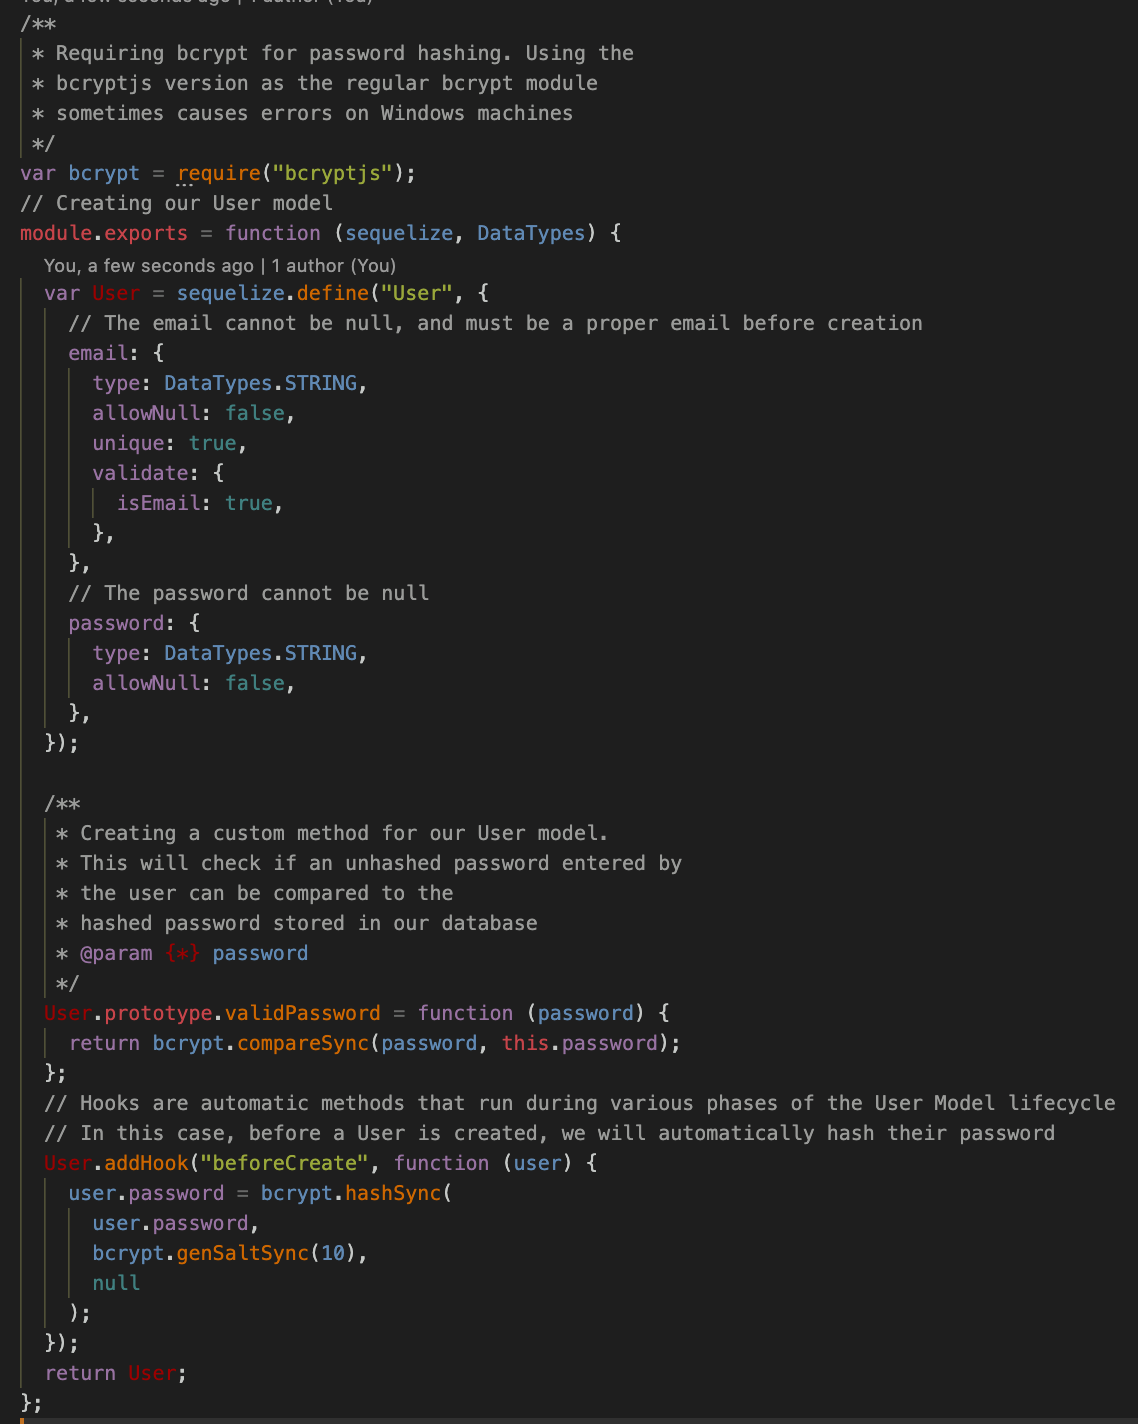 You, a few seconds ago | 1 author (You)
/**
* Requiring bcrypt for password hashing. Using the
* bcryptjs version as the regular bcrypt module
* sometimes causes errors on Windows machines
*/
var bcrypt = require("bcryptjs");
// Creating our User model
module.exports = function (sequelize, DataTypes) {
You, a few seconds ago | 1 author (You)
var User = sequelize.define("User", {
// The email cannot be null, and must be a proper email before creation
email: {
type: DataTypes.STRING,
allowNull: false,
unique: true,
validate: {
isEmail: true,
},
},
// The password cannot be null
password: {
type: DataTypes.STRING,
allowNull: false,
},
});
/**
* Creating a custom method for our User model.
* This will check if an unhashed password entered by
* the user can be compared to the
* hashed password stored in our database
* @param {*} password
*/
User.prototype.validPassword = function (password) {
return bcrypt.compareSync(password, this.password);
};
// Hooks are automatic methods that run during various phases of the User Model lifecycle
// In this case, before a User is created, we will automatically hash their password
User.addHook("beforeCreate", function (user) {
user.password = bcrypt.hashSync(
user.password,
bcrypt.genSaltSync(10),
null
);
});
return User;
};